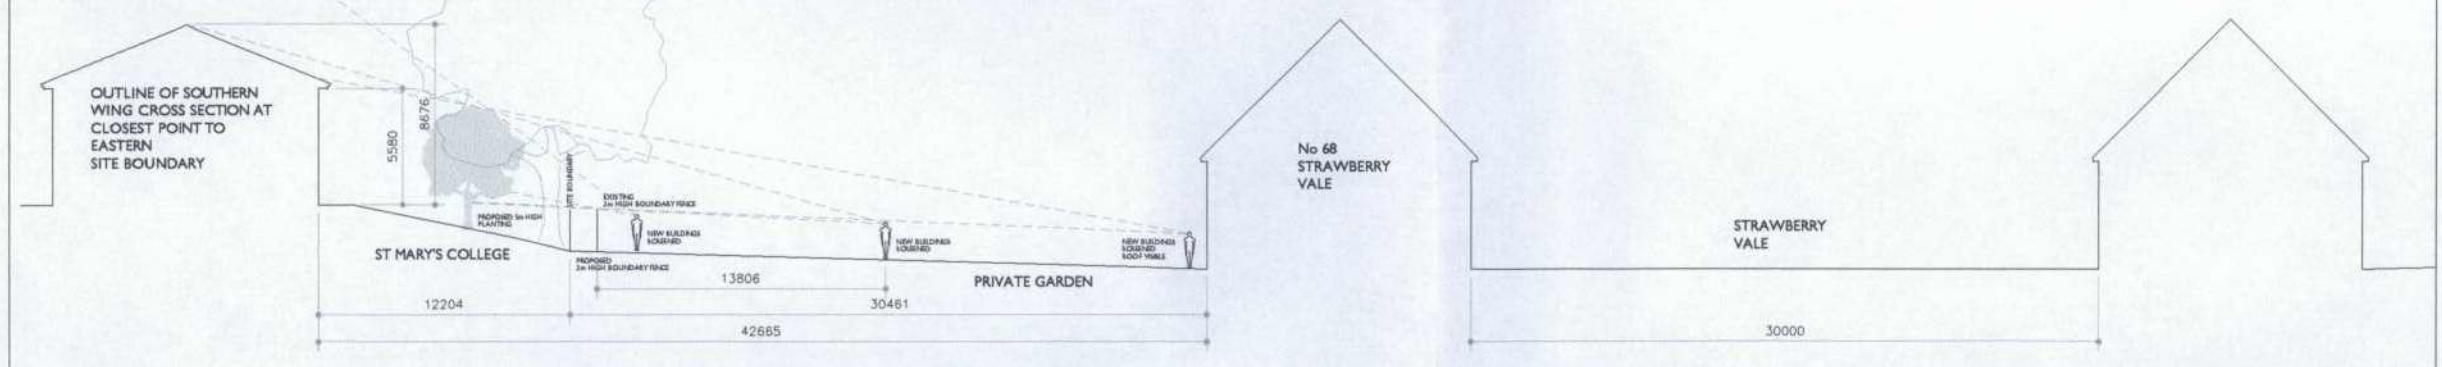 OUTLINE OF SOUTHERN
WING CROSS SECTION AT
CLOSEST POINT TO
EASTERN
SITE BOUNDARY
5580
8676
SITE BOUNDARY
EXISTING
2m HIGH BOUNDARY FENCE
PROPOSED 5m HIGH
PLANTING
NEW BUILDINGS
SCREENED
NEW BUILDINGS
SCREENED
NEW BUILDINGS
SCREENED
ROOF VISIBLE
ST MARY'S COLLEGE
PROPOSED
2m HIGH BOUNDARY FENCE
PRIVATE GARDEN
13806
12204
30461
42665
No 68
STRAWBERRY
VALE
STRAWBERRY
VALE
30000